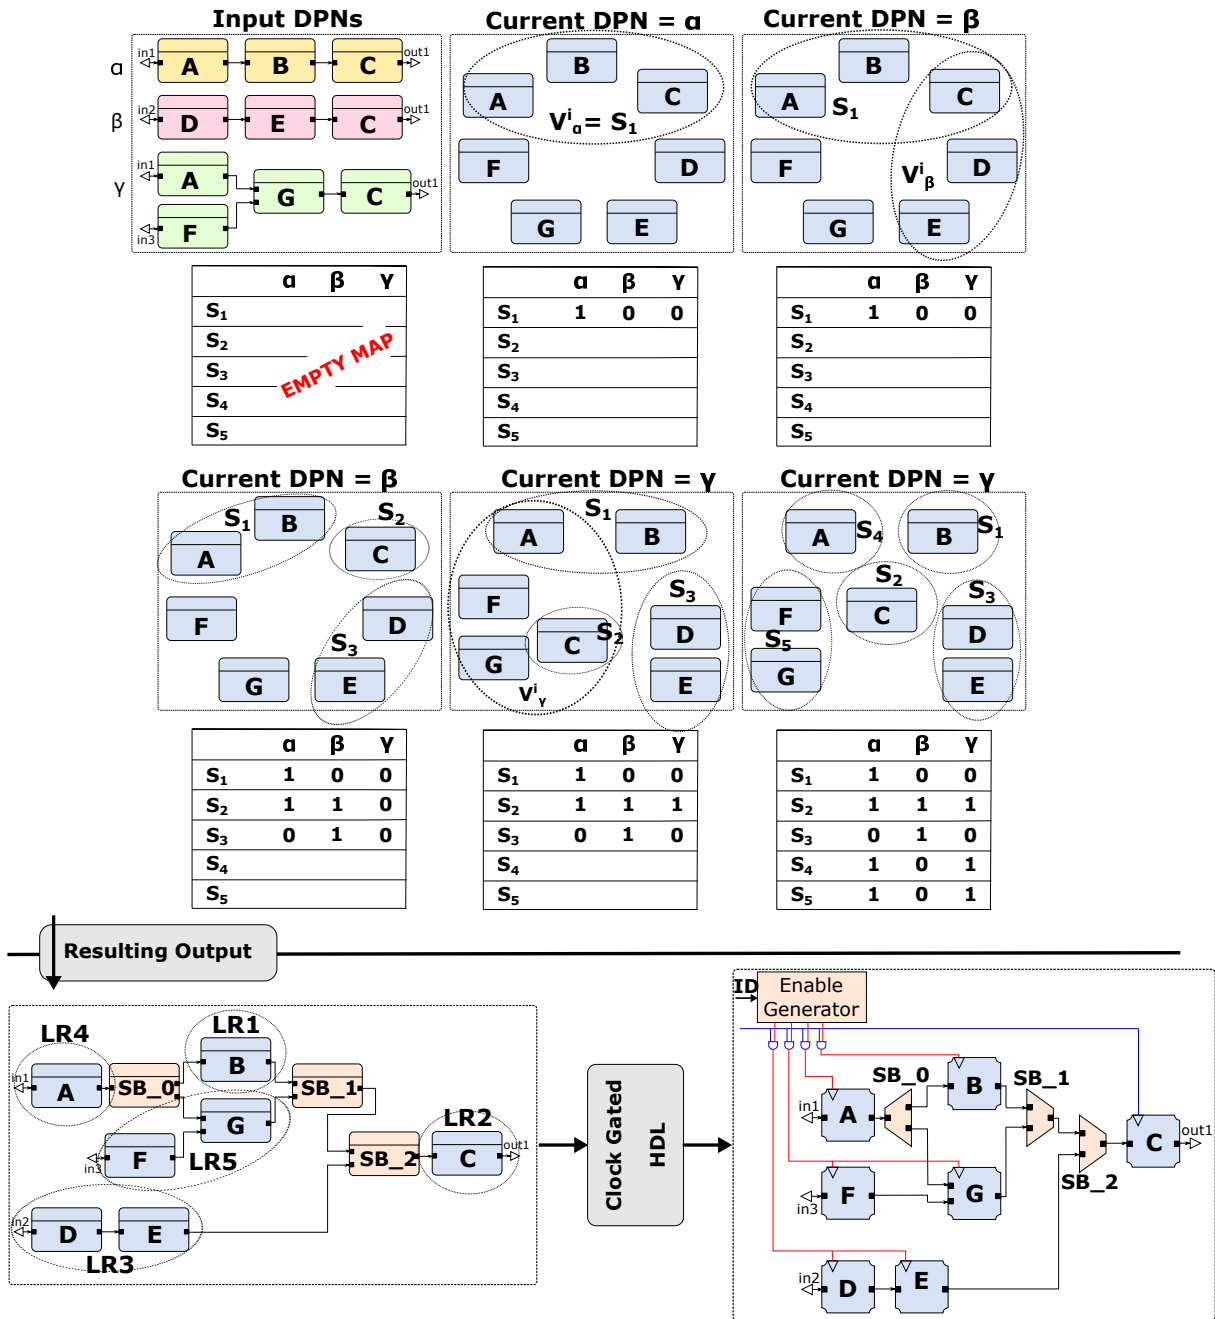 Input DPNs
α
in1
A
B
C
out1
β
in2
D
E
C
out1
γ
in1
A
G
C
out1
F
in3
Current DPN = α
B
A
C
Vⁱα= S₁
F
D
G
E
Current DPN = β
B
A
S₁
C
F
Vⁱβ
D
G
E
α β γ
S₁
S₂
S₃
S₄
S₅
EMPTY MAP
α β γ
S₁ 1 0 0
S₂
S₃
S₄
S₅
α β γ
S₁ 1 0 0
S₂
S₃
S₄
S₅
Current DPN = β
S₁
B
S₂
A
C
F
D
S₃
G
E
Current DPN = γ
S₁
A
B
F
S₃
C
S₂
D
G
E
Vⁱγ
Current DPN = γ
A
S₄
B
S₁
S₂
F
C
S₃
S₅
D
G
E
α β γ
S₁ 1 0 0
S₂ 1 1 0
S₃ 0 1 0
S₄
S₅
α β γ
S₁ 1 0 0
S₂ 1 1 1
S₃ 0 1 0
S₄
S₅
α β γ
S₁ 1 0 0
S₂ 1 1 1
S₃ 0 1 0
S₄ 1 0 1
S₅ 1 0 1
Resulting Output
LR4
LR1
in1
A
SB_0
B
SB_1
G
F
in3
LR5
LR2
SB_2
C
out1
in2
D
E
LR3
Clock Gated
HDL
ID
Enable
Generator
SB_0
B
SB_1
in1
A
C
out1
SB_2
F
in3
G
in2
D
E